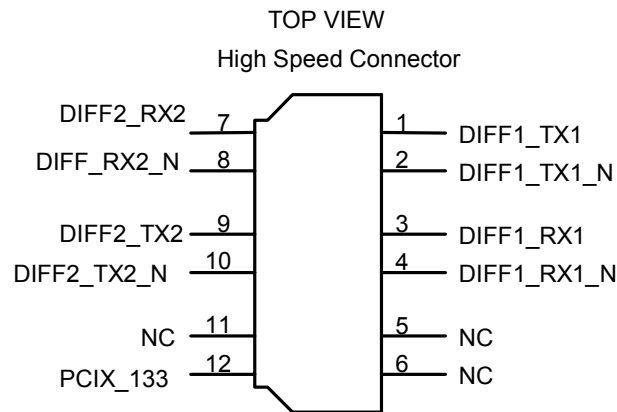 TOP VIEW
High Speed Connector
DIFF2_RX2 7 1 DIFF1_TX1
DIFF_RX2_N 8 2 DIFF1_TX1_N
DIFF2_TX2 9 3 DIFF1_RX1
DIFF2_TX2_N 10 4 DIFF1_RX1_N
NC 11 5 NC
PCIX_133 12 6 NC